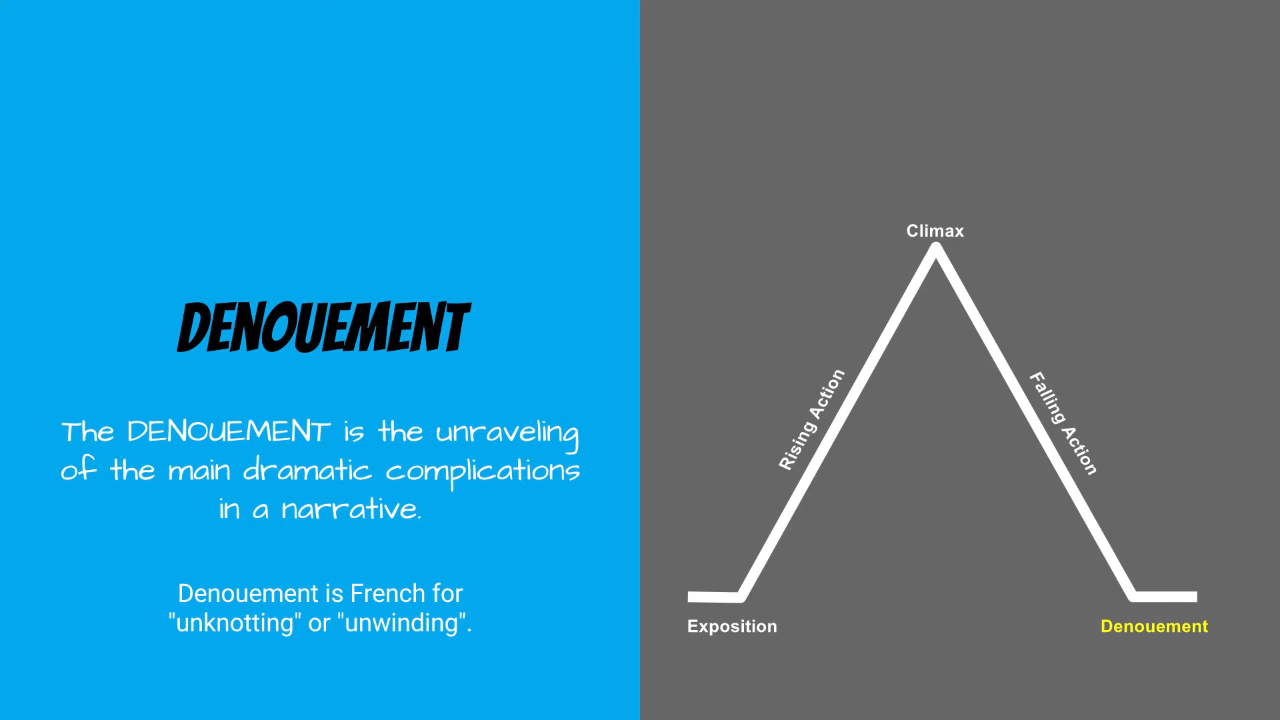 DENOUEMENT
The DENOUEMENT is the unraveling
of the main dramatic complications
in a narrative.
Denouement is French for
"unknotting" or "unwinding".
Climax
Rising Action
Falling Action
Exposition
Denouement